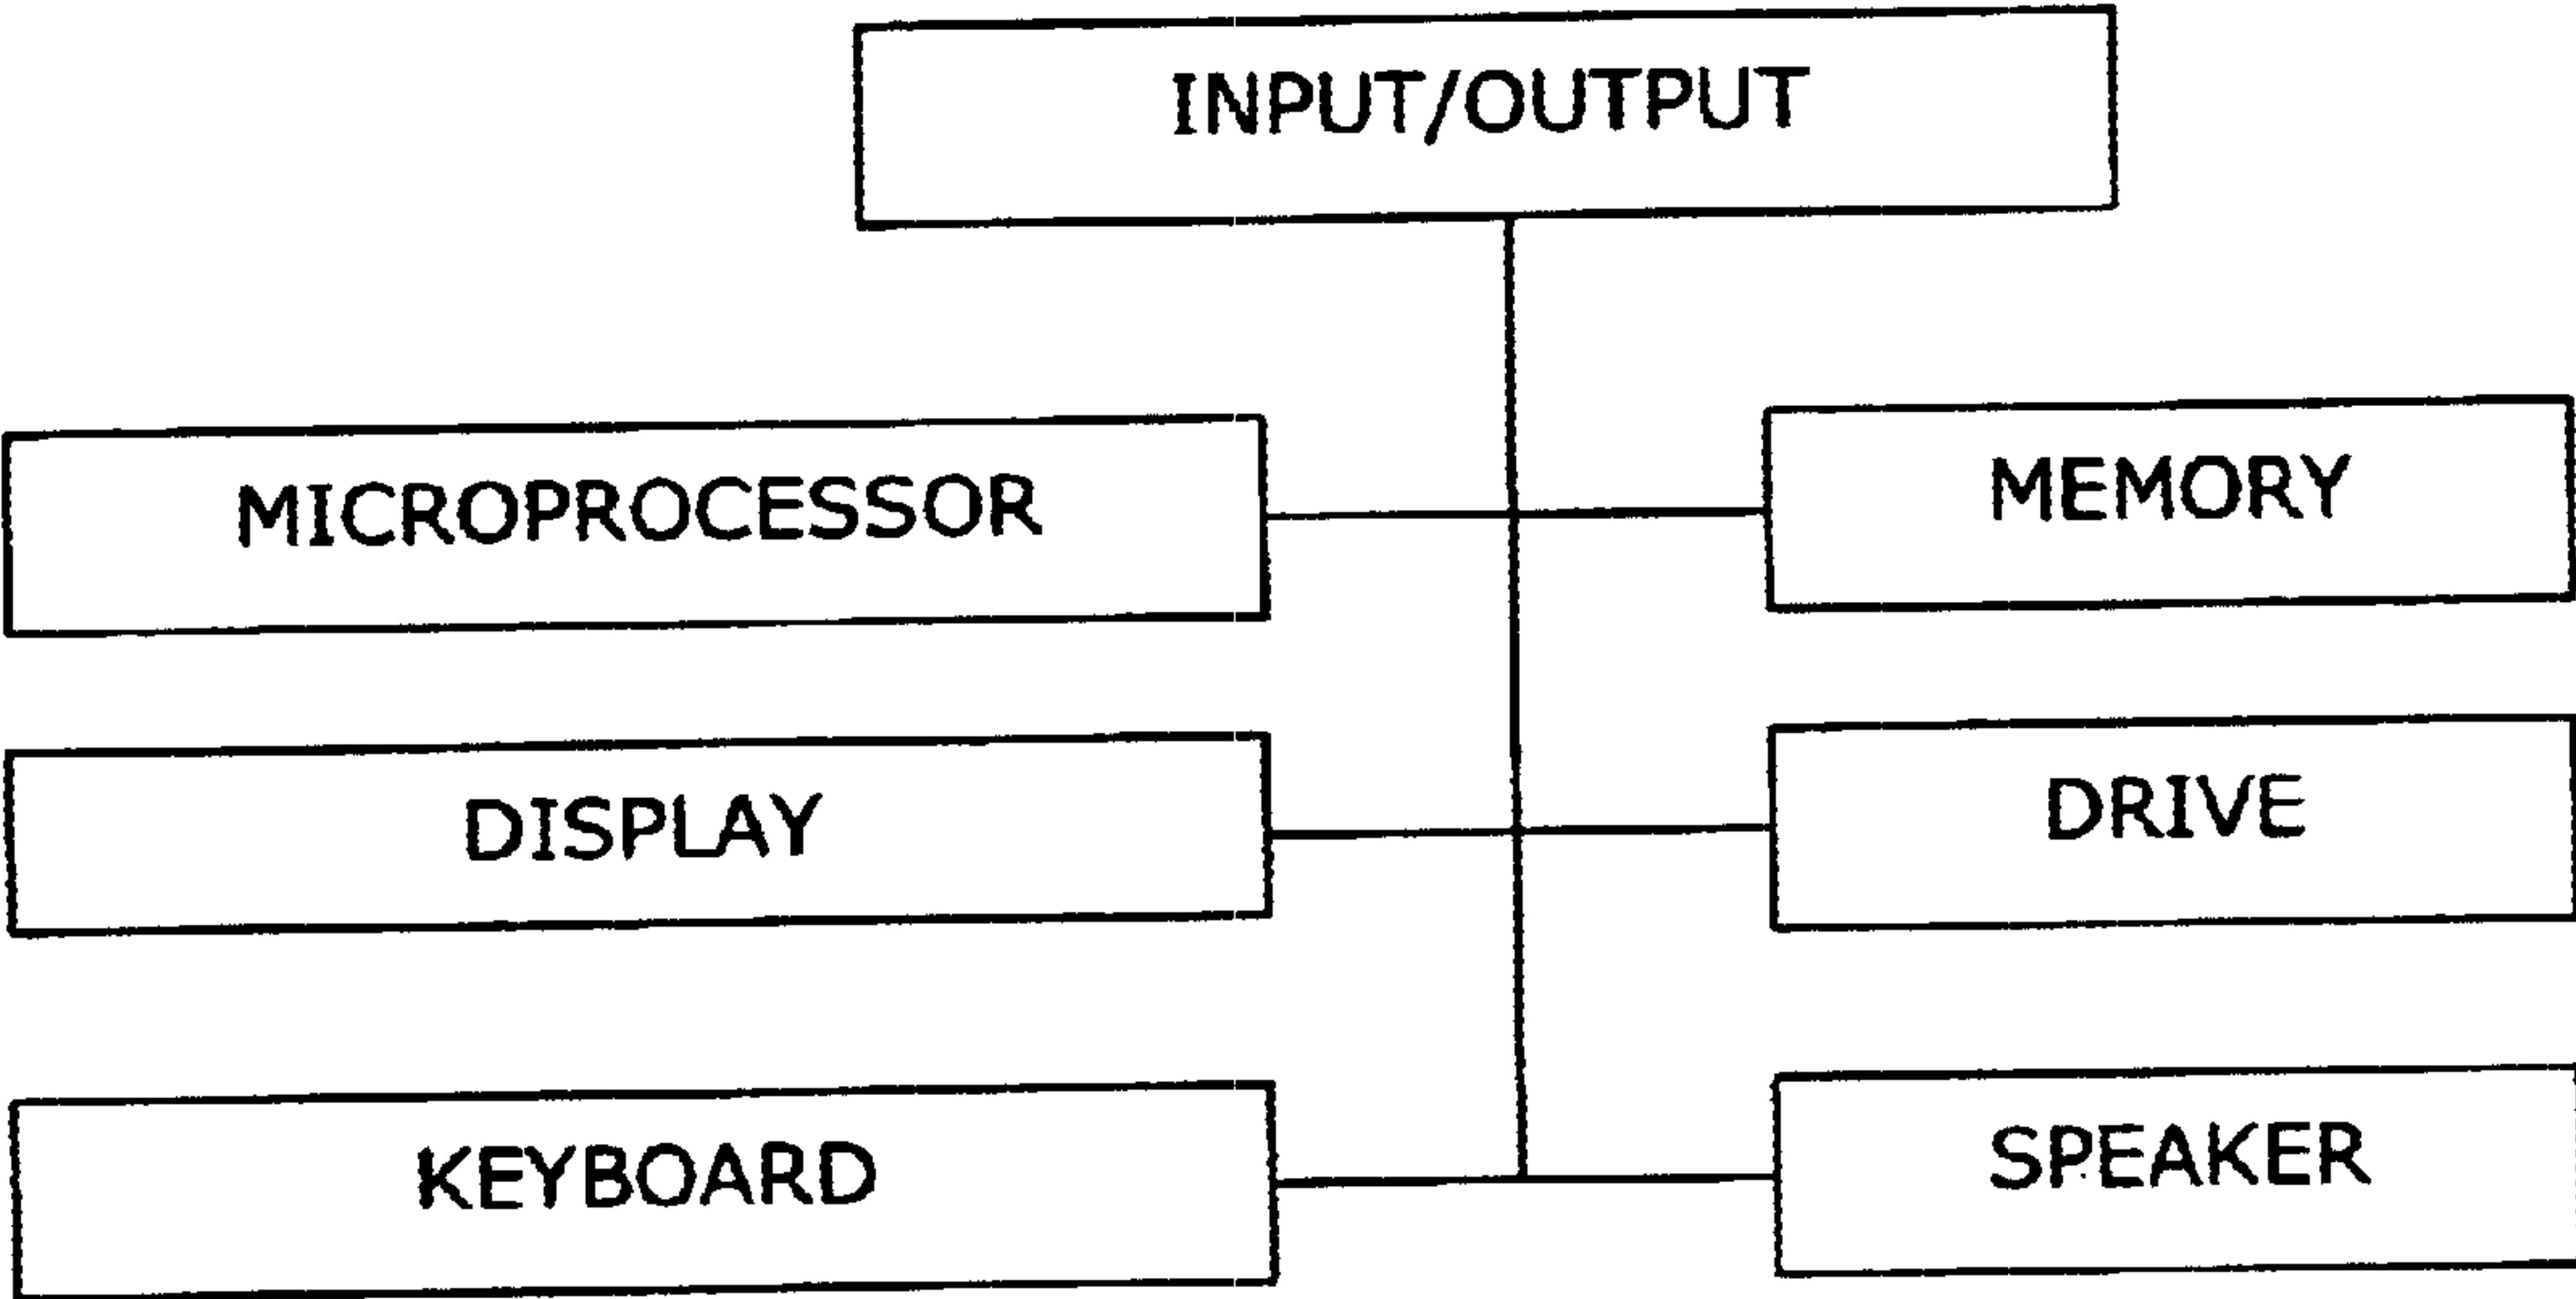 INPUT/OUTPUT
MICROPROCESSOR
MEMORY
DISPLAY
DRIVE
KEYBOARD
SPEAKER